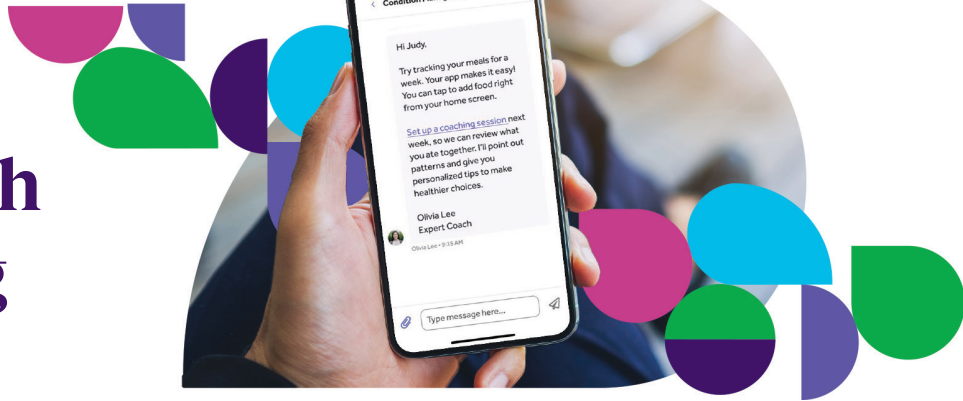 Condition
Hi Judy,
Try tracking your meals for a
week. Your app makes it easy!
You can tap to add food right
from your home screen.
Set up a coaching session next
week, so we can review what
you ate together. I'll point out
patterns and give you
personalized tips to make
healthier choices.
Olivia Lee
Expert Coach
Olivia Lee • 9:15 AM
Type message here...
h
g